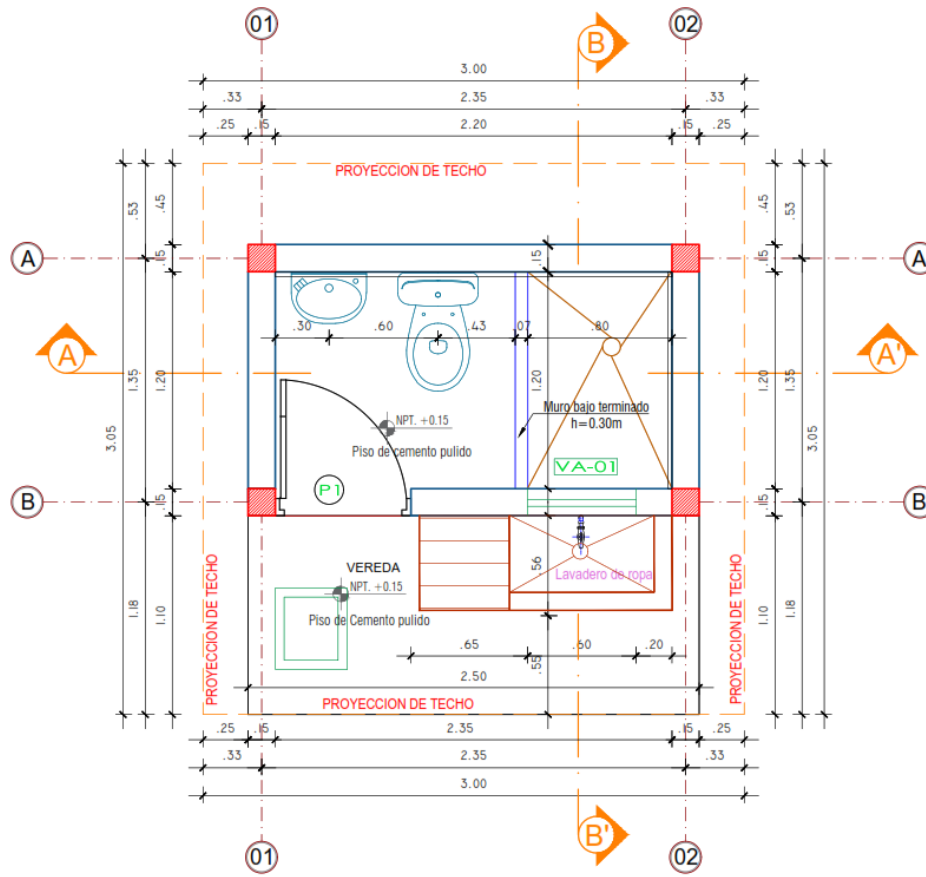 01
02
B
3.00
.33
2.35
.33
.25
.15
2.20
.15
.25
PROYECCION DE TECHO
.53
.45
.45
.53
A
A
.15
.15
.15
.30
.60
.43
.07
.80
A
A'
3.05
1.35
1.20
1.20
1.20
1.35
3.05
Muro bajo terminado
h=0.30m
NPT. +0.15
Piso de cemento pulido
VA-01
P1
B
B
.15
.15
VEREDA
NPT. +0.15
Piso de Cemento pulido
.56
Lavadero de ropa
PROYECCION DE TECHO
PROYECCION DE TECHO
1.18
1.10
1.10
1.18
.65
.60
.20
.55
2.50
PROYECCION DE TECHO
.25
.15
2.35
.15
.25
.33
2.35
.33
3.00
B'
01
02